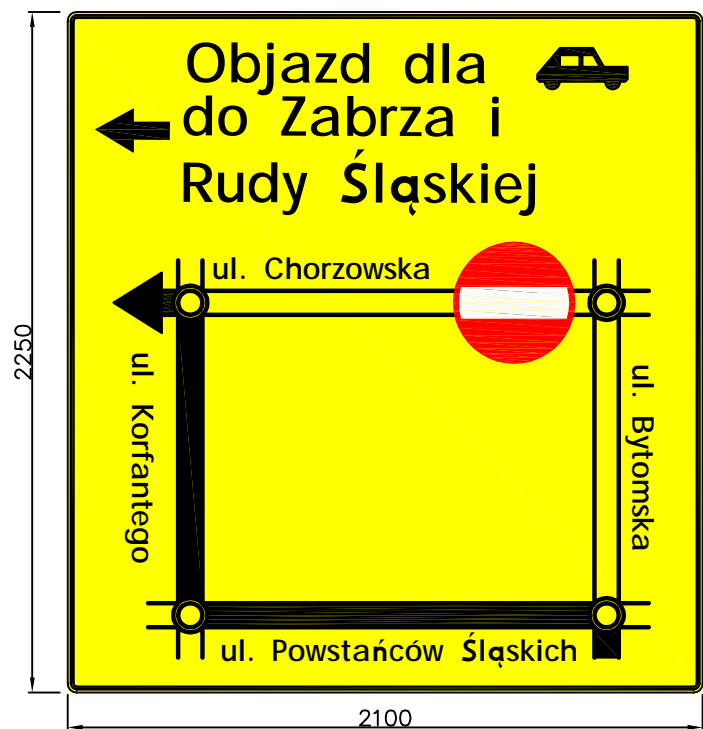 Objazd dla
do Zabrza i
Rudy Śląskiej
ul. Chorzowska
ul. Korfantego
ul. Bytomska
ul. Powstańców Śląskich
2250
2100